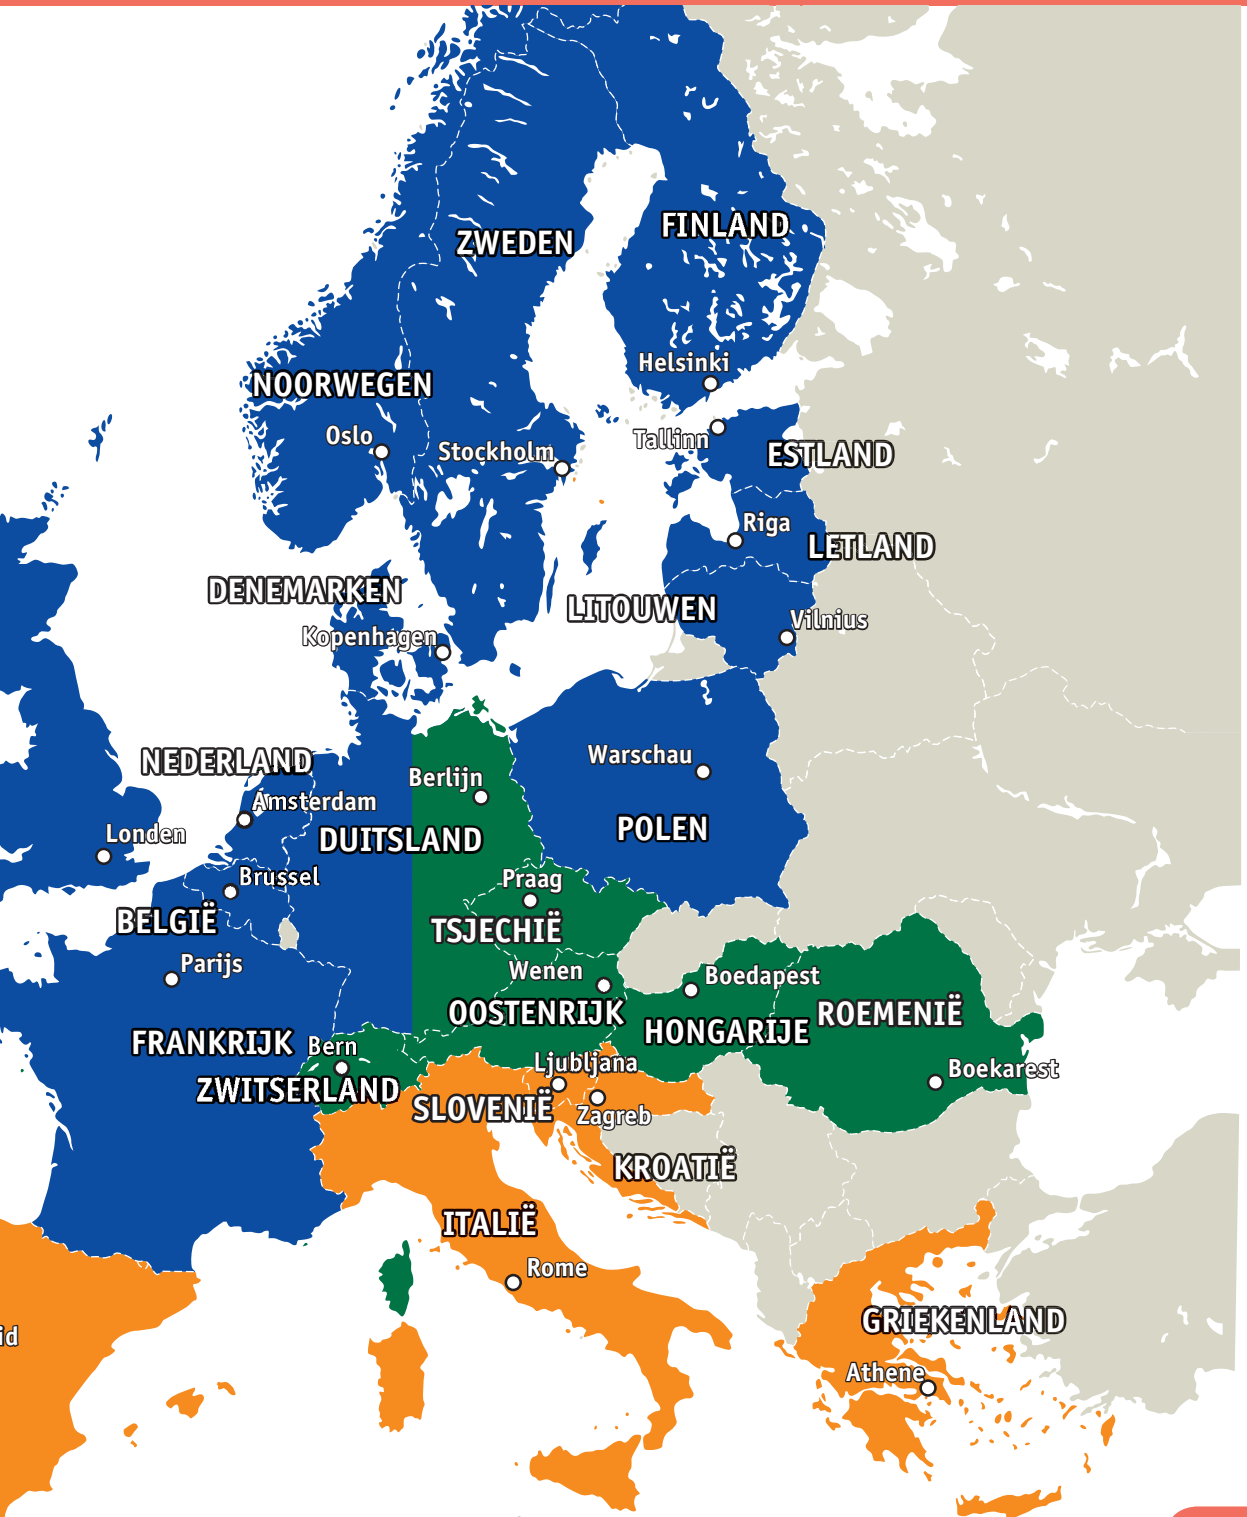 FINLAND
ZWEDEN
Helsinki
NOORWEGEN
Oslo
Tallinn
Stockholm
ESTLAND
Riga
LETLAND
DENEMARKEN
LITOUWEN
Vilnius
Kopenhagen
Warschau
NEDERLAND
Berlijn
Amsterdam
POLEN
Londen
DUITSLAND
Brussel
Praag
BELGIË
TSJECHIË
Parijs
Wenen
Boedapest
OOSTENRIJK
ROEMENIË
HONGARIJE
FRANKRIJK
Bern
Ljubljana
Boekarest
ZWITSERLAND
SLOVENIË
Zagreb
KROATIË
ITALIË
Rome
GRIEKENLAND
id
Athene